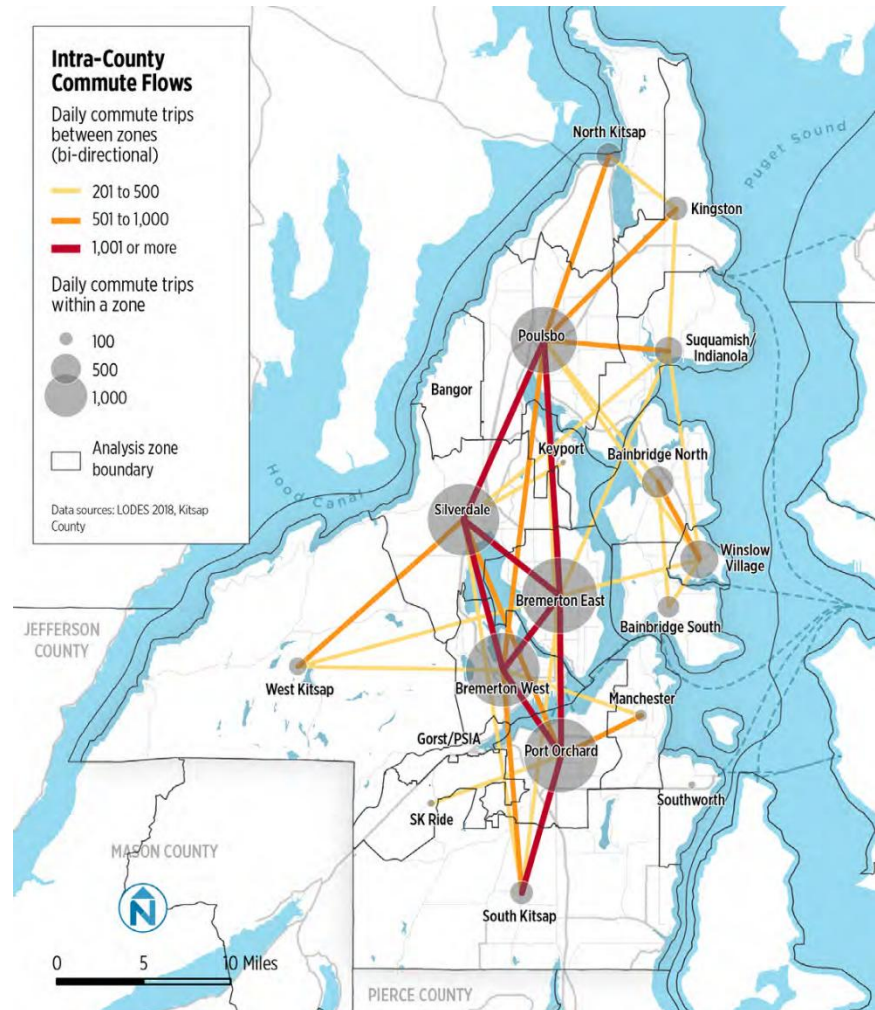 Intra-County
Commute Flows
Daily commute trips
between zones
(bi-directional)
201 to 500
501 to 1,000
1,001 or more
Daily commute trips
within a zone
100
500
1,000
Analysis zone
boundary
Data sources: LODES 2018, Kitsap
County
North Kitsap
Puget Sound
Kingston
Poulsbo
Suquamish/
Indianola
Bangor
Keyport
Bainbridge North
Hood Canal
Silverdale
Winslow
Village
Bremerton East
Bainbridge South
JEFFERSON
COUNTY
West Kitsap
Bremerton West
Manchester
Gorst/PSIA
Port Orchard
Southworth
SK Ride
MASON COUNTY
N
South Kitsap
0 5 10 Miles
PIERCE COUNTY